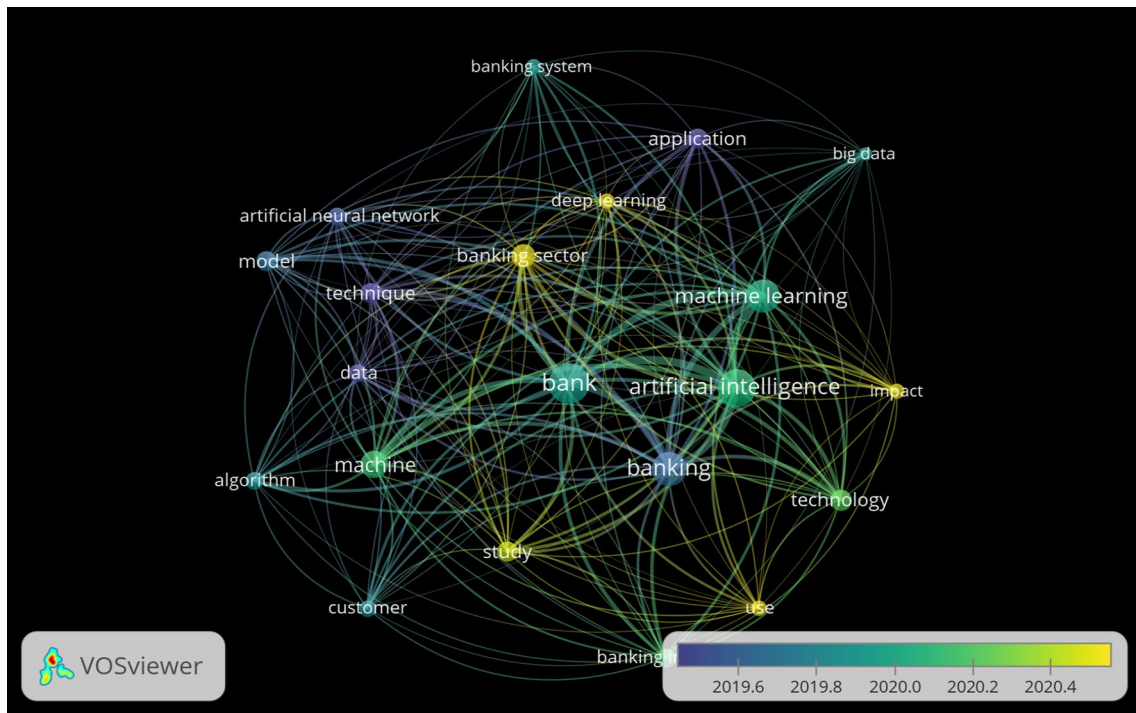 banking system
application
big data
deep learning
artificial neural network
banking sector
model
technique
machine learning
data
bank
artificial intelligence
impact
machine
banking
algorithm
technology
study
customer
use
banking
VOSviewer
2019.6
2019.8
2020.0
2020.2
2020.4